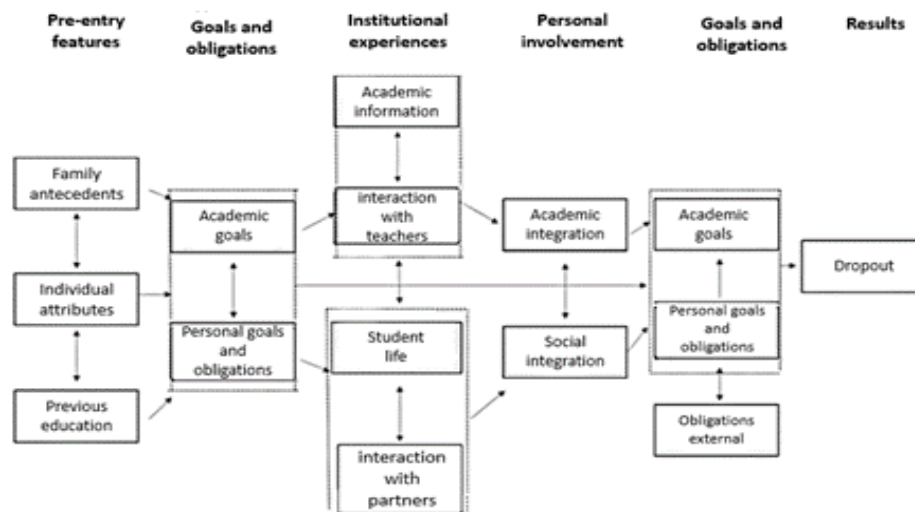 Pre-entry
features
Goals and
obligations
Institutional
experiences
Personal
involvement
Goals and
obligations
Results
Academic
information
Family
antecedents
interaction
with
teachers
Academic
goals
Academic
integration
Academic
goals
Dropout
Individual
attributes
Personal goals
and
obligations
Student
life
Social
integration
Personal goals
and
obligations
Previous
education
interaction
with
partners
Obligations
external